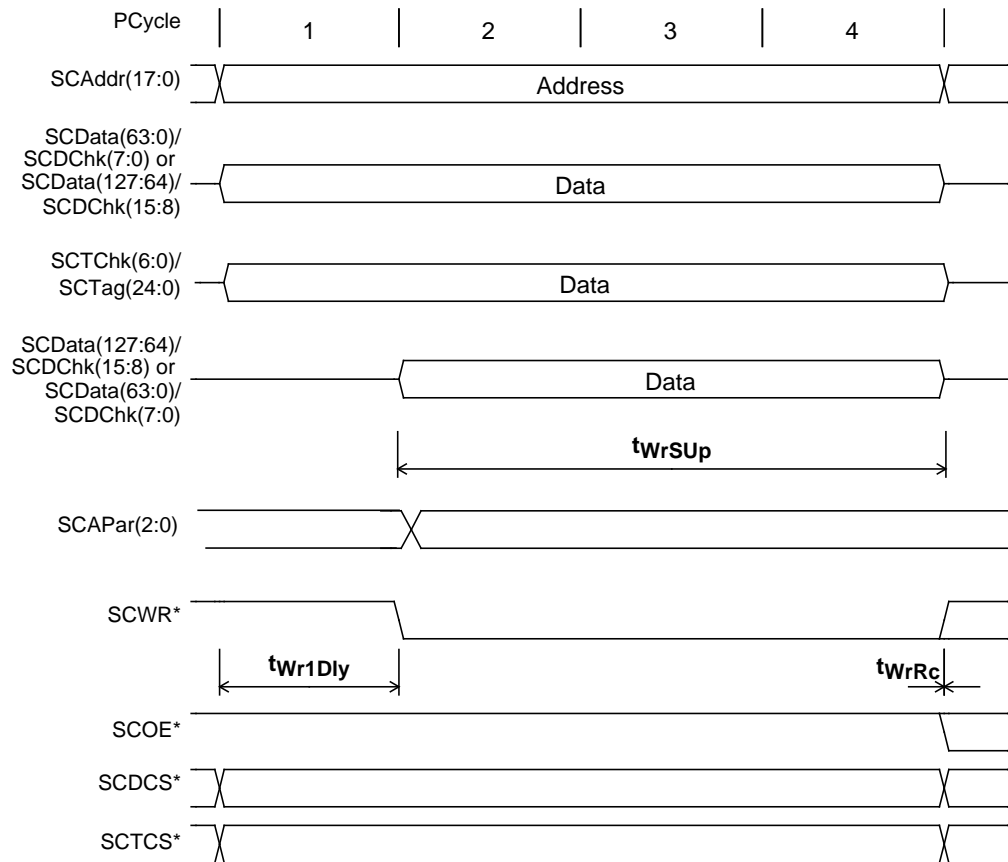 PCycle 1 2 3 4
SCAddr(17:0) Address
SCData(63:0)/
SCDChk(7:0) or
SCData(127:64)/ Data
SCDChk(15:8)
SCTChk(6:0)/
SCTag(24:0) Data
SCData(127:64)/
SCDChk(15:8) or
SCData(63:0)/ Data
SCDChk(7:0)
tWrSUp
SCAPar(2:0)
SCWR*
tWr1Dly tWrRc
SCOE*
SCDCS*
SCTCS*